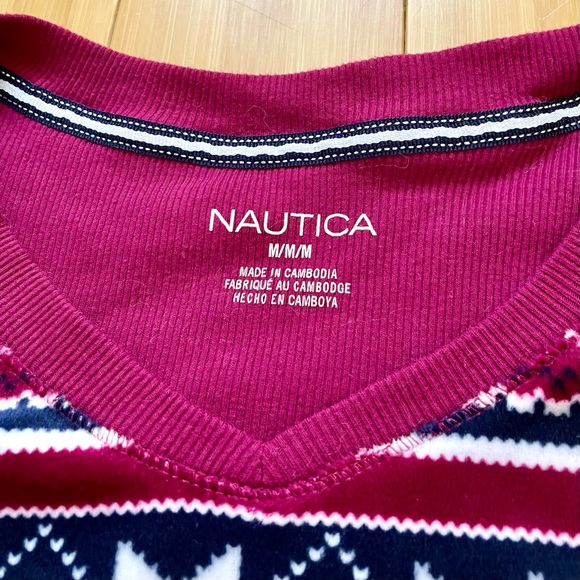 NAUTICA
M/M/M
MADE IN CAMBODIA
FABRIQUÉ AU CAMBODGE
HECHO EN CAMBOYA